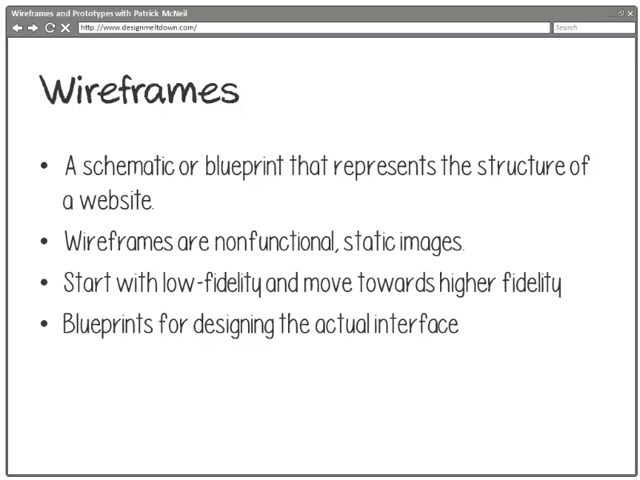 Wireframes and Prototypes with Patrick McNeil
http://www.designmeltdown.com/
Search
Wireframes
• A schematic or blueprint that represents the structure of
a website.
• Wireframes are nonfunctional, static images.
• Start with low-fidelity and move towards higher fidelity
• Blueprints for designing the actual interface